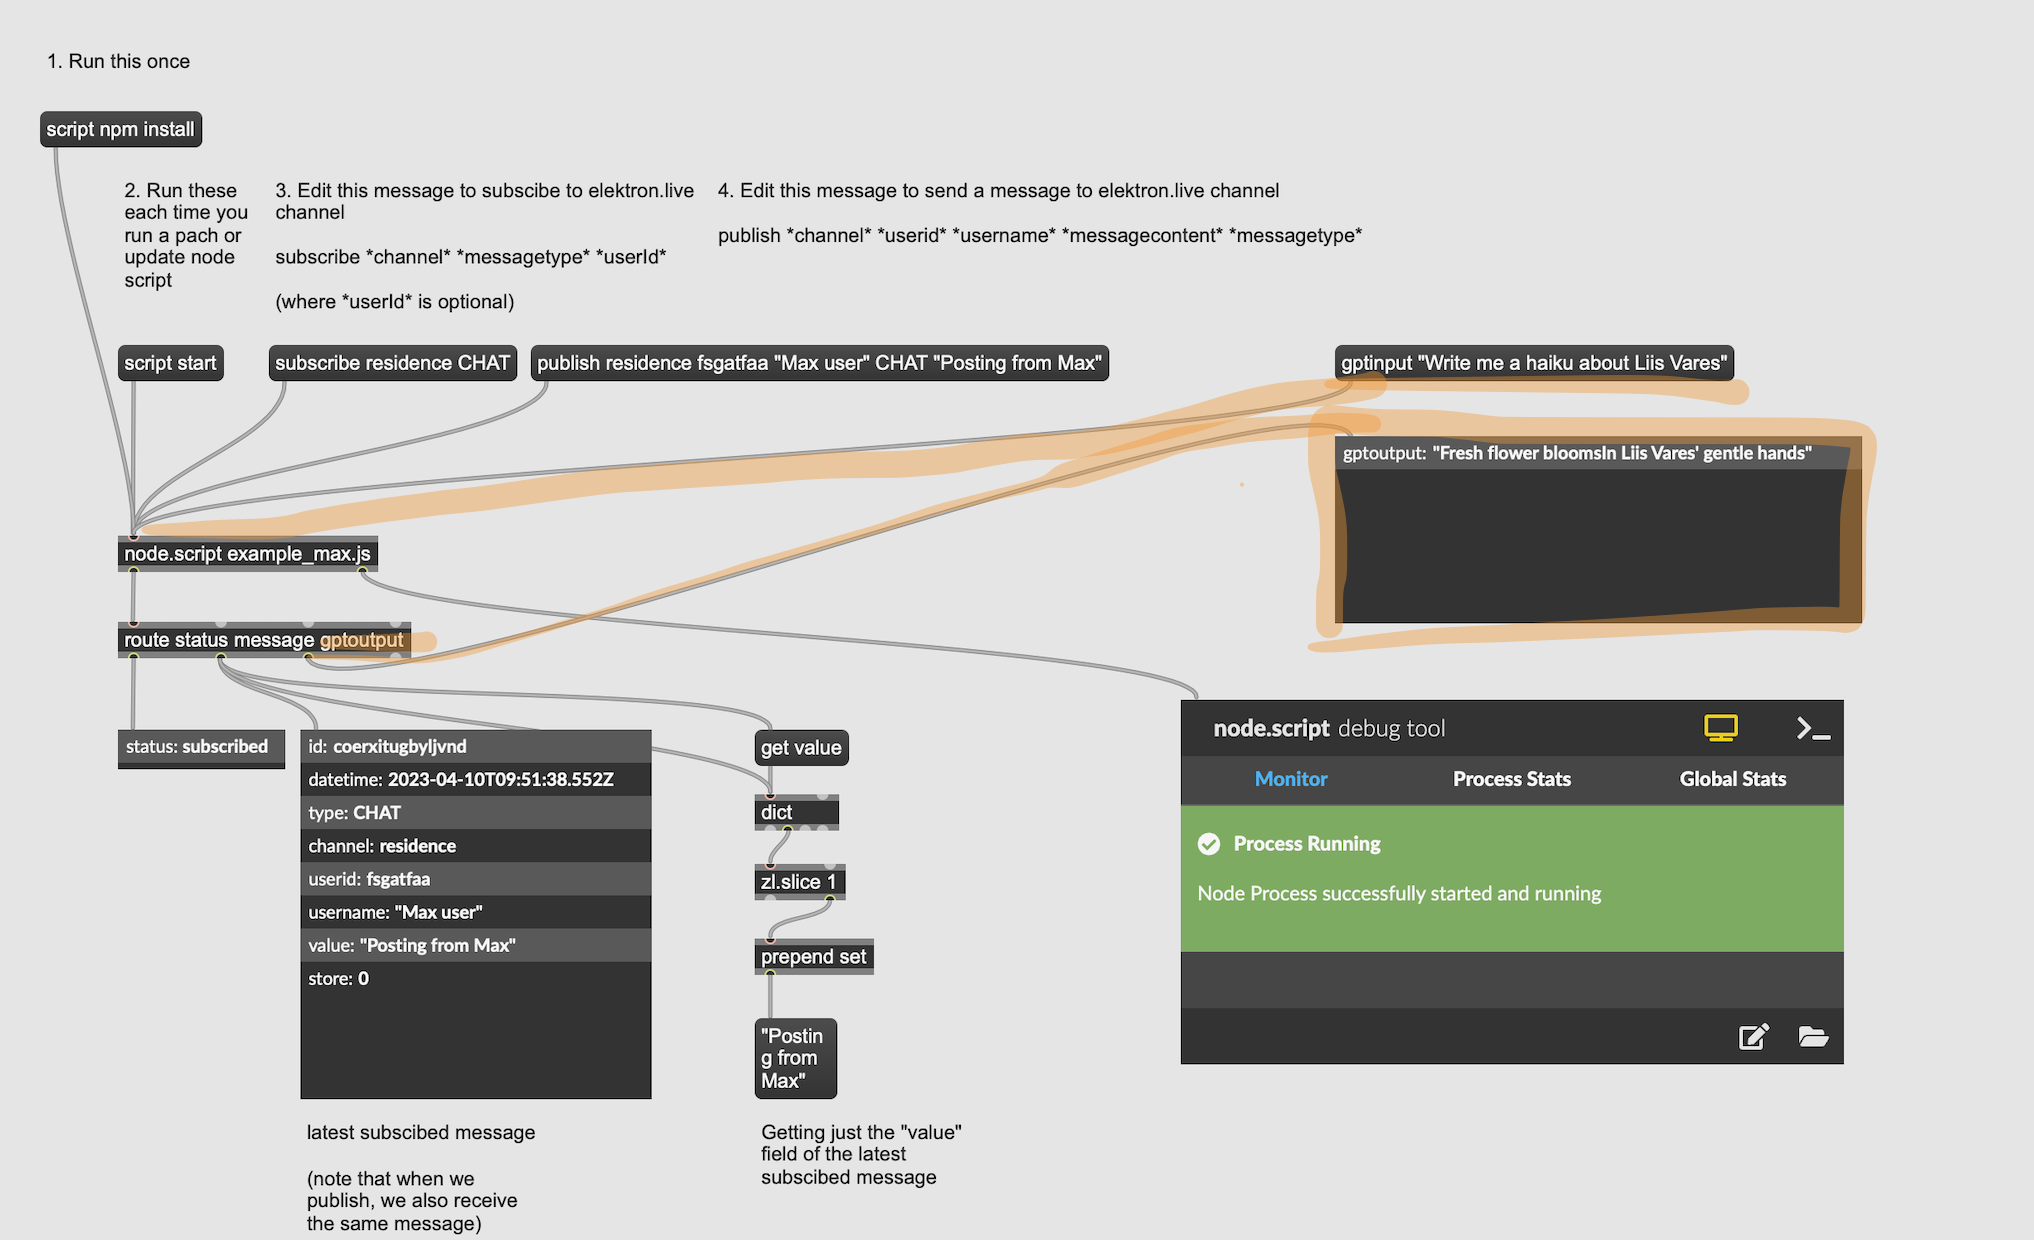 1. Run this once
script npm install
2. Run these
each time you
run a pach or
update node
script
3. Edit this message to subscibe to elektron.live
channel
subscribe *channel* *messagetype* *userId*
(where *userId* is optional)
4. Edit this message to send a message to elektron.live channel
publish *channel* *userid* *username* *messagecontent* *messagetype*
script start
subscribe residence CHAT
publish residence fsgatfaa "Max user" CHAT "Posting from Max"
gptinput "Write me a haiku about Liis Vares"
gptoutput: "Fresh flower bloomsIn Liis Vares' gentle hands"
node.script example_max.js
route status message gptoutput
status: subscribed
id: coerxitugbyljvnd
datetime: 2023-04-10T09:51:38.552Z
type: CHAT
channel: residence
userid: fsgatfaa
username: "Max user"
value: "Posting from Max"
store: 0
get value
dict
zl.slice 1
prepend set
"Postin
g from
Max"
node.script debug tool
Monitor
Process Stats
Global Stats
Process Running
Node Process successfully started and running
latest subscibed message
(note that when we
publish, we also receive
the same message)
Getting just the "value"
field of the latest
subscibed message